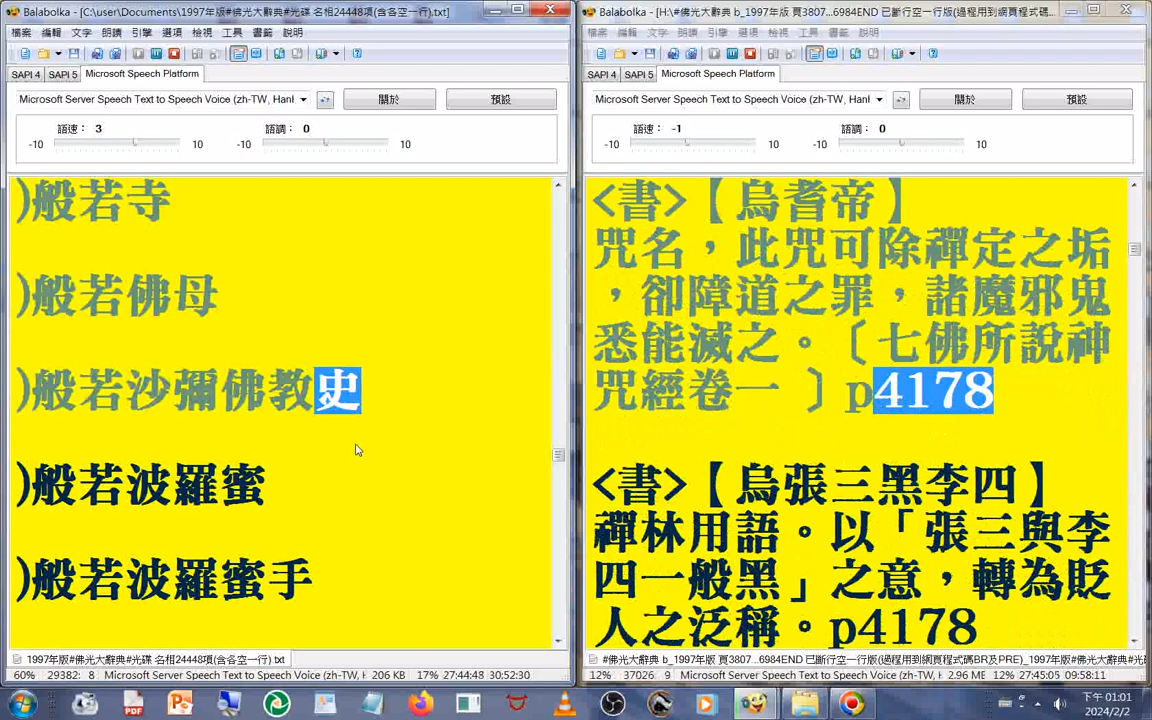 Balabolka - [C:\user\Documents\1997年版#佛光大辭典#光碟 名相24448項(含各空一行).txt]
檔案 編輯 文字 朗讀 引擎 選項 檢視 工具 書籤 說明
SAPI 4 SAPI 5 Microsoft Speech Platform
Microsoft Server Speech Text to Speech Voice (zh-TW, Hanl
關於
預設
語速： 3
語調： 0
-10 10 -10 10
)般若寺
)般若佛母
)般若沙彌佛教史
)般若波羅蜜
)般若波羅蜜手
1997年版#佛光大辭典#光碟 名相24448項(含各空一行).txt
60% 29382: 8 Microsoft Server Speech Text to Speech Voice (zh-TW, H 206 KB 17% 27:44:48 30:52:30
Balabolka - [H:\#佛光大辭典 b_1997年版 頁3807...6984END 已斷行空一行版(過程用到網頁程式碼
檔案 編輯 文字 朗讀 引擎 選項 檢視 工具 書籤 說明
SAPI 4 SAPI 5 Microsoft Speech Platform
Microsoft Server Speech Text to Speech Voice (zh-TW, Hanl
關於
預設
語速： -1
語調： 0
-10 10 -10 10
<書>【烏耆帝】
咒名，此咒可除禪定之垢
，卻障道之罪，諸魔邪鬼
悉能滅之。〔七佛所說神
咒經卷一 〕p4178
<書>【烏張三黑李四】
禪林用語。以「張三與李
四一般黑」之意，轉為貶
人之泛稱。p4178
#佛光大辭典 b_1997年版 頁3807...6984END 已斷行空一行版(過程用到網頁程式碼BR及PRE)_1997年版#佛光大辭典#光
12% 37026: 9 Microsoft Server Speech Text to Speech Voice (zh-TW, H 2.96 ME 12% 27:45:05 09:58:11
PDF
下午 01:01
2024/2/2